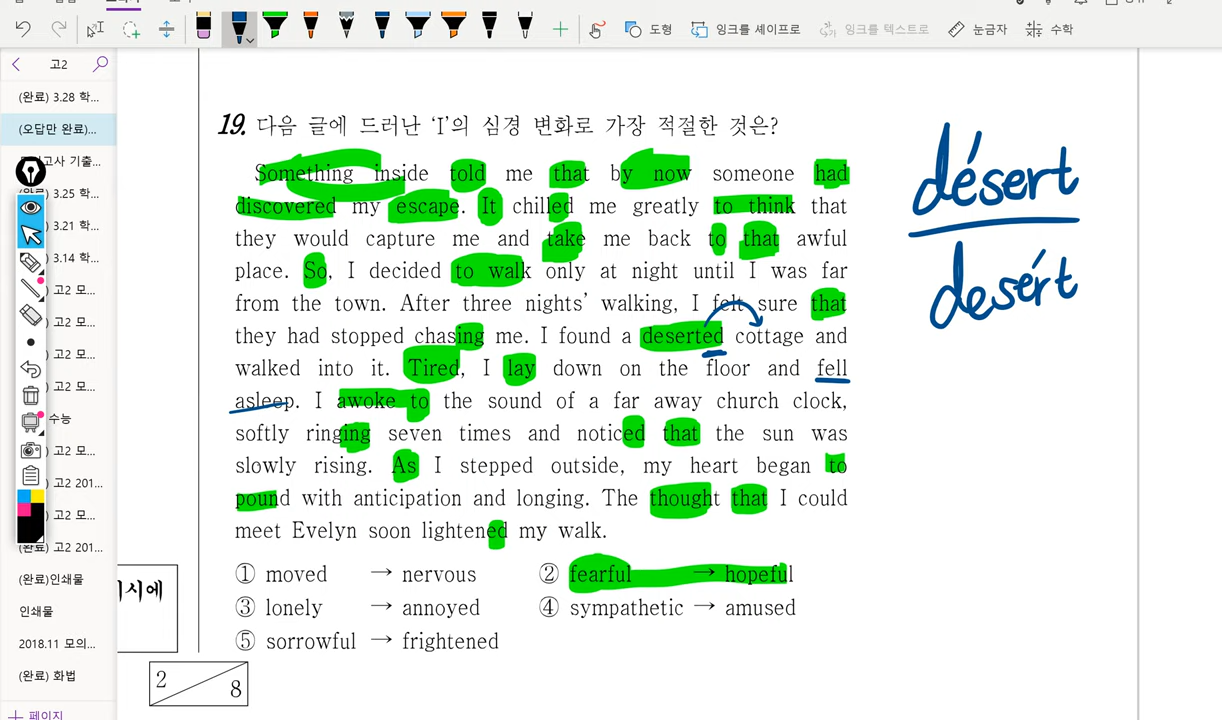 도형
잉크를 셰이프로
잉크를 텍스트로
눈금자
수학
고2
(완료) 3.28 학...
(오답만 완료)...
고사 기출...
3.25 학...
3.21 학...
3.14 학...
고2 모...
고2 모...
고2 모...
고2 모...
고2 모...
수능
고2 모...
고2 201...
고2 모...
(완료) 고2 201...
(완료)인쇄물
인쇄물
2018.11 모의...
(완료) 화법
페이지
시에
19. 다음 글에 드러난 ‘I’의 심경 변화로 가장 적절한 것은?
Something inside told me that by now someone had
discovered my escape. It chilled me greatly to think that
they would capture me and take me back to that awful
place. So, I decided to walk only at night until I was far
from the town. After three nights’ walking, I felt sure that
they had stopped chasing me. I found a deserted cottage and
walked into it. Tired, I lay down on the floor and fell
asleep. I awoke to the sound of a far away church clock,
softly ringing seven times and noticed that the sun was
slowly rising. As I stepped outside, my heart began to
pound with anticipation and longing. The thought that I could
meet Evelyn soon lightened my walk.
① moved → nervous ② fearful → hopeful
③ lonely → annoyed ④ sympathetic → amused
⑤ sorrowful → frightened
2 8
désert
desért